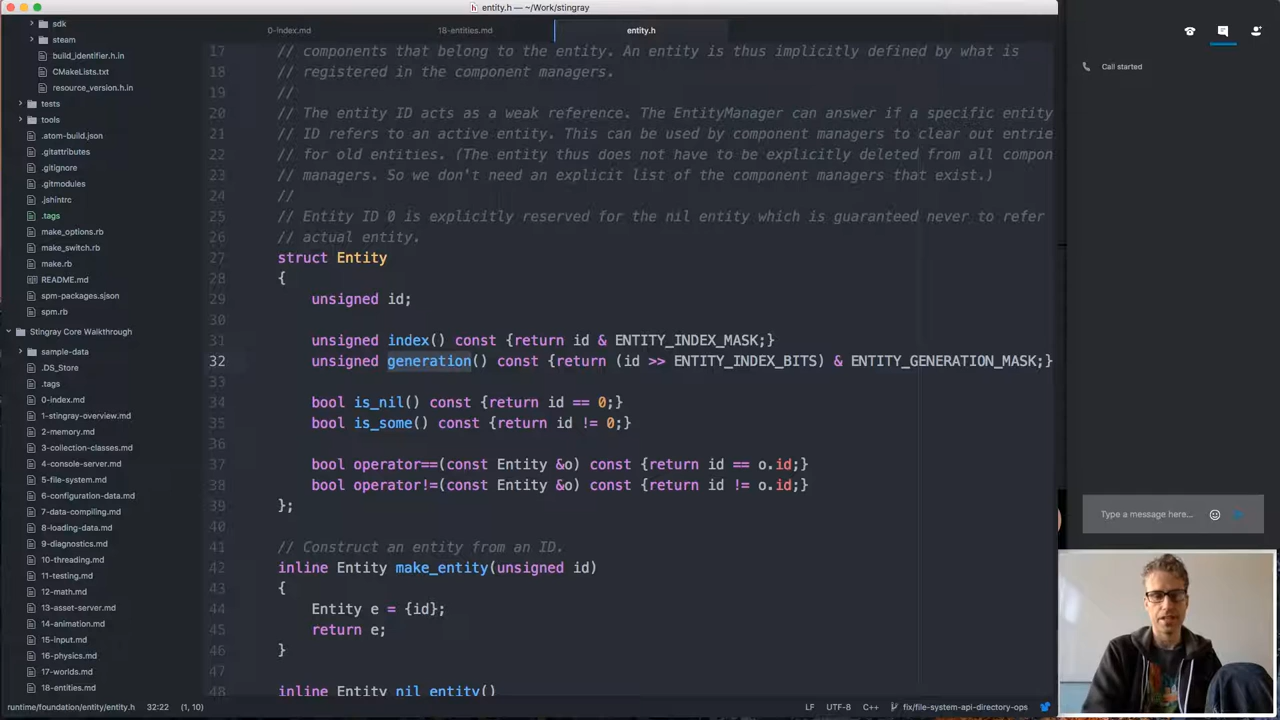 entity.h — ~/Work/stingray
0-index.md
18-entities.md
entity.h
sdk
steam
build_identifier.h.in
CMakeLists.txt
resource_version.h.in
tests
tools
.atom-build.json
.gitattributes
.gitignore
.gitmodules
.jshintrc
.tags
make_options.rb
make_switch.rb
make.rb
README.md
spm-packages.sjson
spm.rb
Stingray Core Walkthrough
sample-data
.DS_Store
.tags
0-index.md
1-stingray-overview.md
2-memory.md
3-collection-classes.md
4-console-server.md
5-file-system.md
6-configuration-data.md
7-data-compiling.md
8-loading-data.md
9-diagnostics.md
10-threading.md
11-testing.md
12-math.md
13-asset-server.md
14-animation.md
15-input.md
16-physics.md
17-worlds.md
18-entities.md
17 // components that belong to the entity. An entity is thus implicitly defined by what is
18 // registered in the component managers.
19 //
20 // The entity ID acts as a weak reference. The EntityManager can answer if a specific entity
21 // ID refers to an active entity. This can be used by component managers to clear out entrie
22 // for old entities. (The entity thus does not have to be explicitly deleted from all compon
23 // managers. So we don't need an explicit list of the component managers that exist.)
24 //
25 // Entity ID 0 is explicitly reserved for the nil entity which is guaranteed never to refer
26 // actual entity.
27 struct Entity
28 {
29 unsigned id;
30
31 unsigned index() const {return id & ENTITY_INDEX_MASK;}
32 unsigned generation() const {return (id >> ENTITY_INDEX_BITS) & ENTITY_GENERATION_MASK;}
33
34 bool is_nil() const {return id == 0;}
35 bool is_some() const {return id != 0;}
36
37 bool operator==(const Entity &o) const {return id == o.id;}
38 bool operator!=(const Entity &o) const {return id != o.id;}
39 };
40
41 // Construct an entity from an ID.
42 inline Entity make_entity(unsigned id)
43 {
44 Entity e = {id};
45 return e;
46 }
47
48 inline Entity nil_entity()
runtime/foundation/entity/entity.h 32:22 (1, 10)
LF UTF-8 C++ fix/file-system-api-directory-ops
Call started
Type a message here...